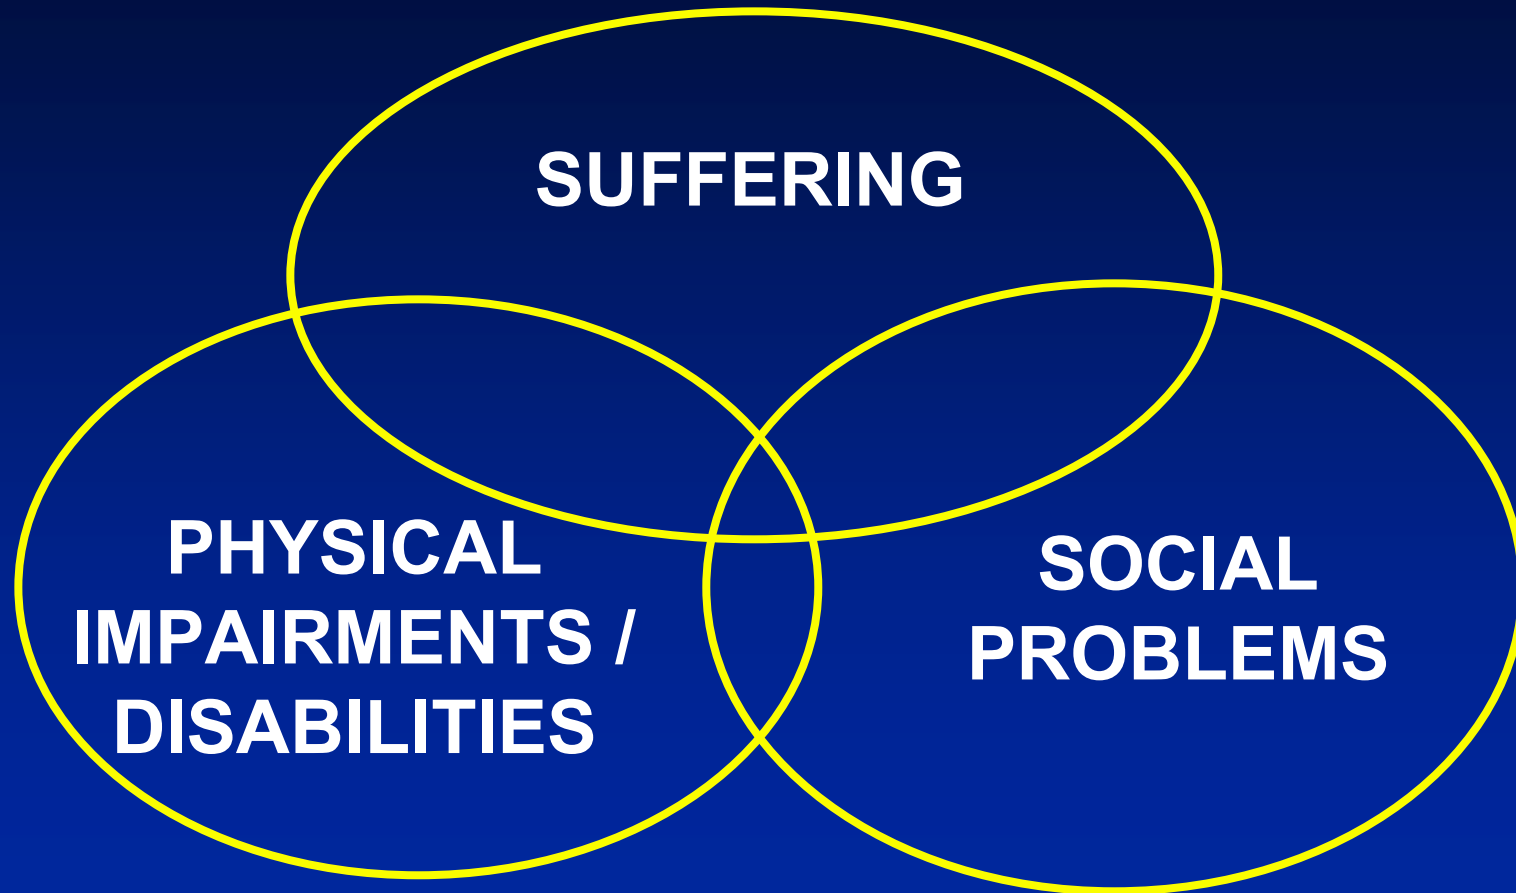 SUFFERING
PHYSICAL
IMPAIRMENTS /
DISABILITIES
SOCIAL
PROBLEMS